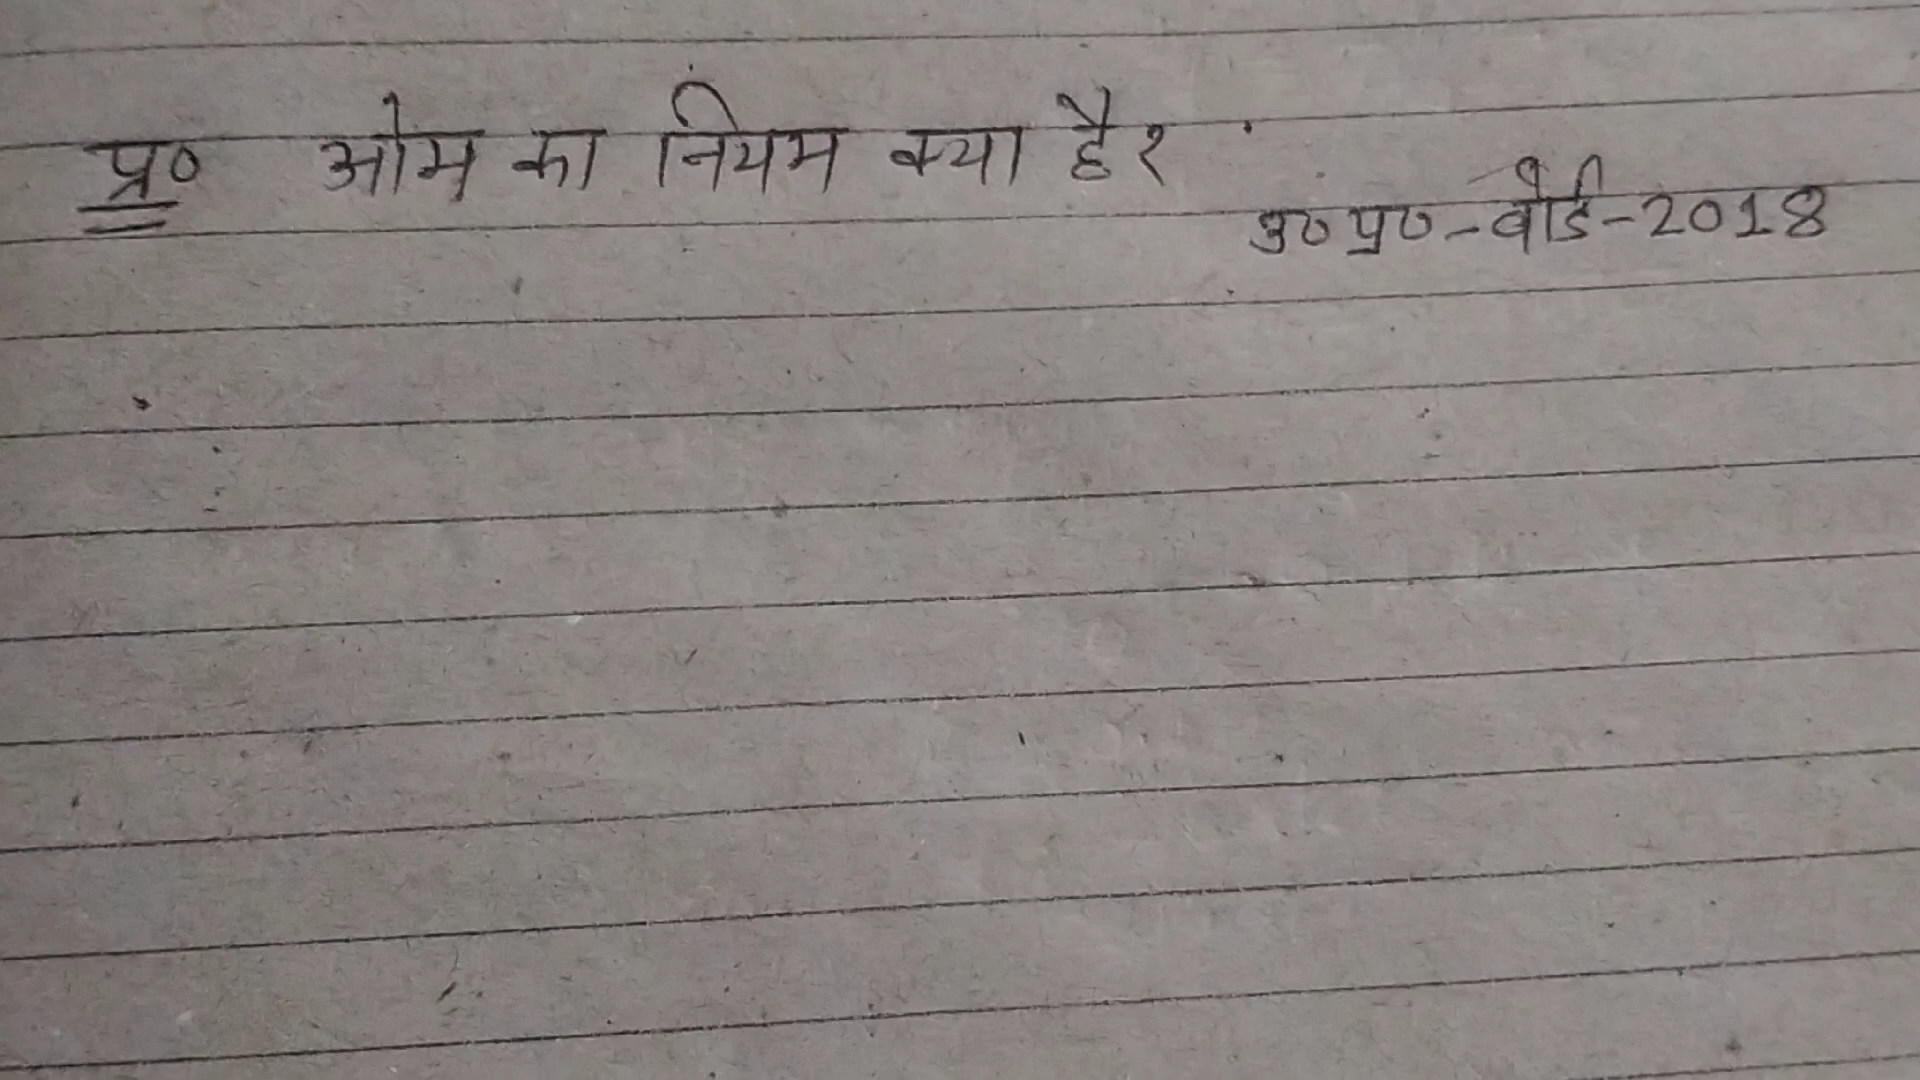 प्र० ओम का नियम क्या है?
उ० प्र० - बोर्ड - 2018